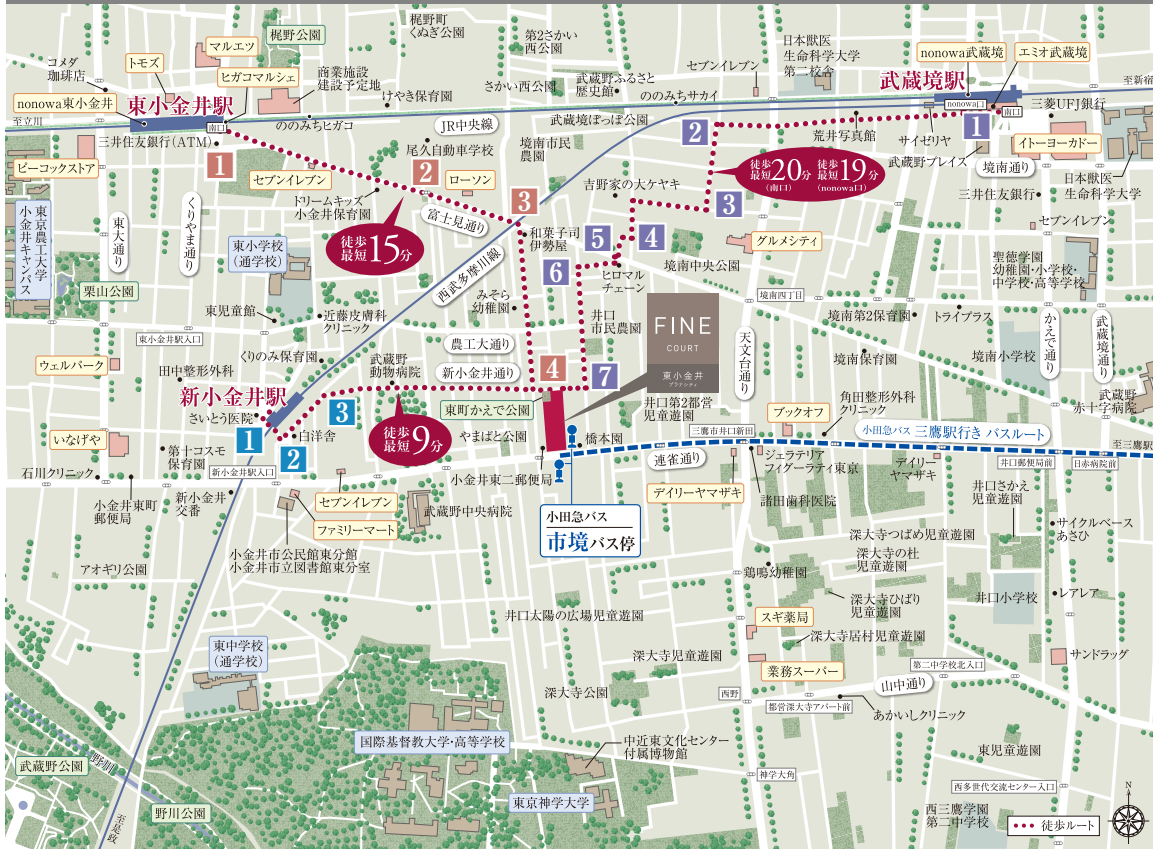 梶野公園
梶野町
くぬぎ公園
第2さかい
西公園
マルエツ
コメダ
珈琲店
トモズ
ヒガコマルシェ
商業施設
建設予定地
さかい西公園
武蔵野ふるさと
歴史館
セブンイレブン
日本獣医
生命科学大学
第二校舎
nonowa武蔵境
エミオ武蔵境
武蔵境駅
至新宿
nonowa東小金井
東小金井駅
けやき保育園
ののみちサカイ
nonowa口
南口
三菱UFJ銀行
至立川
南口
ののみちヒガコ
JR中央線
武蔵境ぽっぽ公園
2
荒井写真館
サイゼリヤ
1
イトーヨーカドー
三井住友銀行(ATM)
1
尾久自動車学校
境南市民
農園
武蔵野プレイス
境南通り
ピーコックストア
セブンイレブン
2
ローソン
吉野家の大ケヤキ
徒歩
最短20分
(南口)
徒歩
最短19分
(nonowa口)
日本獣医
生命科学大学
三井住友銀行
東京農工大学
小金井キャンパス
東大通り
くりやま通り
ドリームキッズ
小金井保育園
富士見通り
3
3
セブンイレブン
徒歩
最短15分
和菓子司
伊勢屋
5
4
グルメシティ
東小学校
(通学校)
西武多摩川線
6
ヒロマル
チェーン
境南中央公園
聖徳学園
幼稚園・小学校・
中学校・高等学校
栗山公園
みそら
幼稚園
境南四丁目
東児童館
近藤皮膚科
クリニック
井口
市民農園
FINE
COURT
東小金井
プラテシティ
天文台通り
境南第2保育園
トライプラス
かえで通り
武蔵境通り
東小金井駅入口
農工大通り
くりのみ保育園
境南保育園
境南小学校
ウェルパーク
田中整形外科
武蔵野
動物病院
新小金井通り
4
7
武蔵野
赤十字病院
新小金井駅
さいとう医院
3
東町かえで公園
井口第2都営
児童遊園
ブックオフ
角田整形外科
クリニック
1
白洋舎
徒歩
最短9分
やまばと公園
橋本園
三鷹市井口新田
小田急バス 三鷹駅行き バスルート
至三鷹駅
いなげや
2
第十コスモ
保育園
連雀通り
ジェラテリア
フィグーラティ東京
デイリー
ヤマザキ
井口郵便局前
日赤病院前
石川クリニック
新小金井駅入口
小金井東二郵便局
セブンイレブン
デイリーヤマザキ
井口さかえ
児童遊園
小金井東町
郵便局
新小金井
交番
ファミリーマート
武蔵野中央病院
小田急バス
市境バス停
諸田歯科医院
サイクルベース
あさひ
小金井市公民館東分館
小金井市立図書館東分室
深大寺つばめ児童遊園
アオギリ公園
深大寺の杜
児童遊園
鶏鳴幼稚園
深大寺ひばり
児童遊園
井口小学校
レアレア
井口太陽の広場児童遊園
スギ薬局
深大寺居村児童遊園
東中学校
(通学校)
深大寺児童遊園
業務スーパー
第二中学校北入口
サンドラッグ
深大寺公園
西野
山中通り
都営深大寺アパート前
あかいしクリニック
国際基督教大学・高等学校
中近東文化センター
付属博物館
東児童遊園
武蔵野公園
野川
神学大角
西多世代交流センター入口
野川公園
東京神学大学
西三鷹学園
第二中学校
至是政
徒歩ルート
N